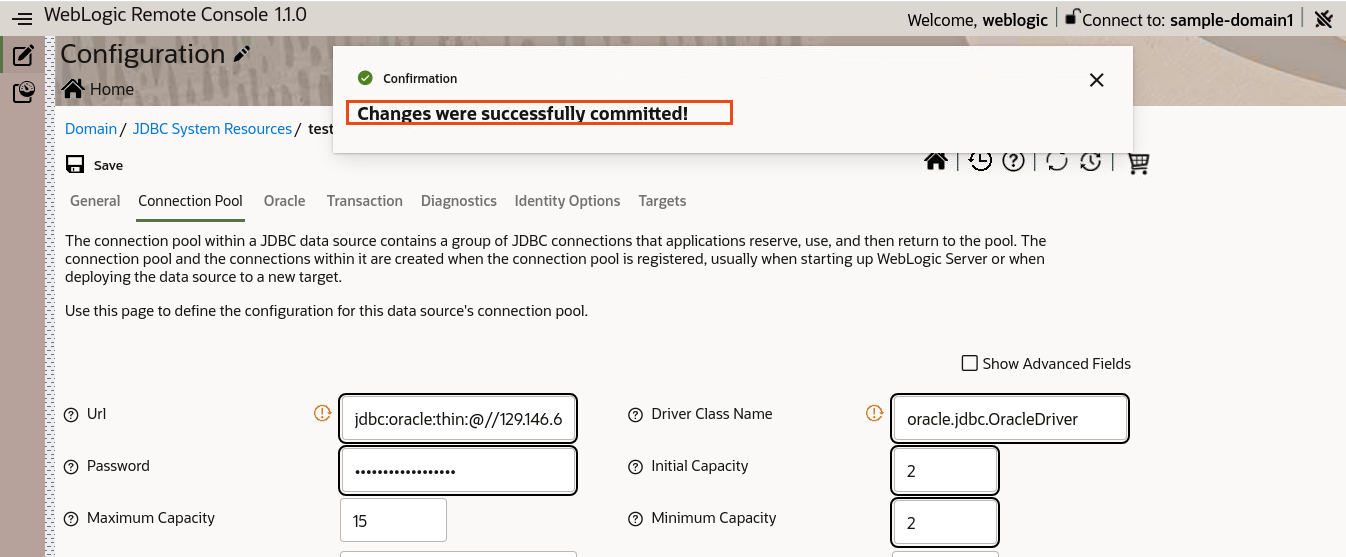 WebLogic Remote Console 1.1.0
Welcome, weblogic
Connect to: sample-domain1
Configuration
Home
Confirmation
Changes were successfully committed!
Domain / JDBC System Resources / test
Save
General Connection Pool Oracle Transaction Diagnostics Identity Options Targets
The connection pool within a JDBC data source contains a group of JDBC connections that applications reserve, use, and then return to the pool. The
connection pool and the connections within it are created when the connection pool is registered, usually when starting up WebLogic Server or when
deploying the data source to a new target.
Use this page to define the configuration for this data source's connection pool.
Show Advanced Fields
Url jdbc:oracle:thin:@//129.146.6 Driver Class Name oracle.jdbc.OracleDriver
Password •••••••••••••••••• Initial Capacity 2
Maximum Capacity 15 Minimum Capacity 2